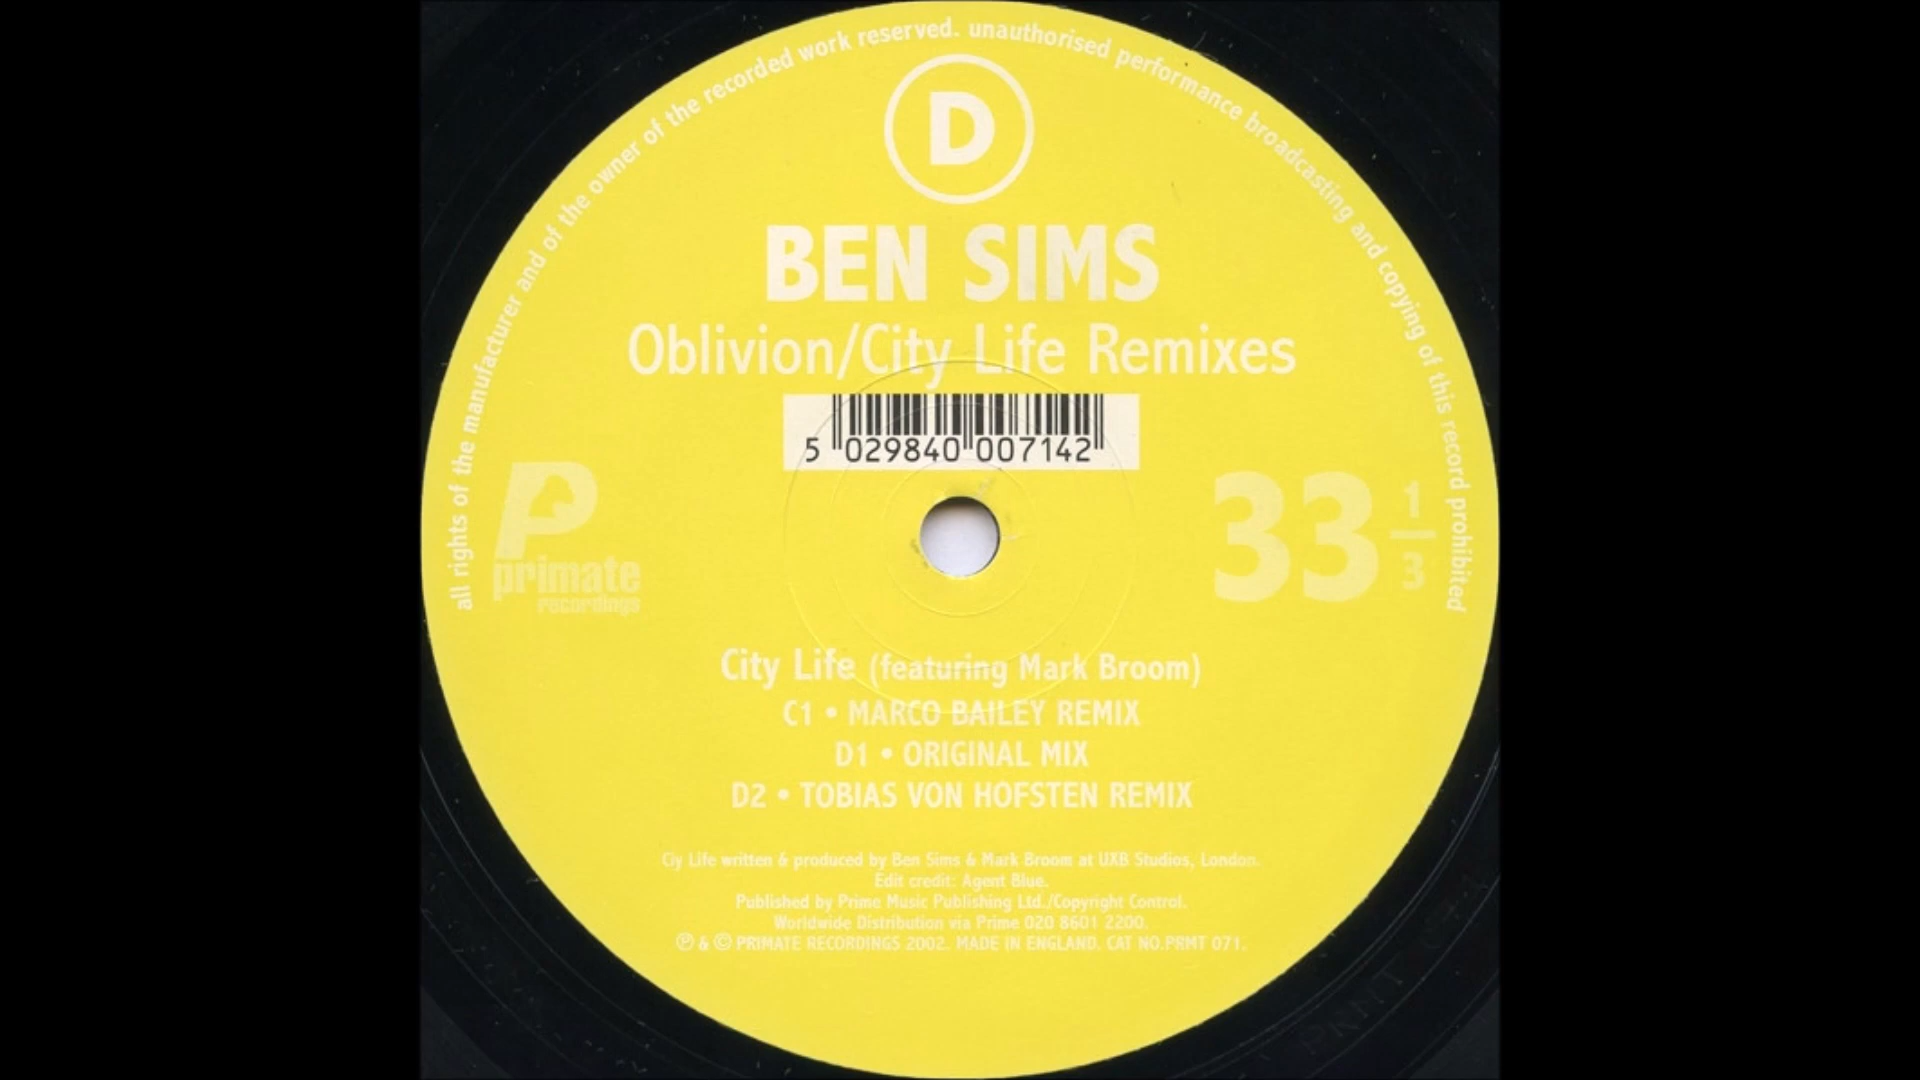 all rights of the manufacturer and of the owner of the recorded work reserved. unauthorised performance broadcasting and copying of this record prohibited
D
BEN SIMS
Oblivion/City Life Remixes
5 029840 007142
primate
recordings
33 1/3
City Life (featuring Mark Broom)
C1 • MARCO BAILEY REMIX
D1 • ORIGINAL MIX
D2 • TOBIAS VON HOFSTEN REMIX
Ciy Life written & produced by Ben Sims & Mark Broom at UXB Studios, London.
Edit credit: Agent Blue.
Published by Prime Music Publishing Ltd./Copyright Control.
Worldwide Distribution via Prime 020 8601 2200.
℗ & © PRIMATE RECORDINGS 2002. MADE IN ENGLAND. CAT NO.PRMT 071.